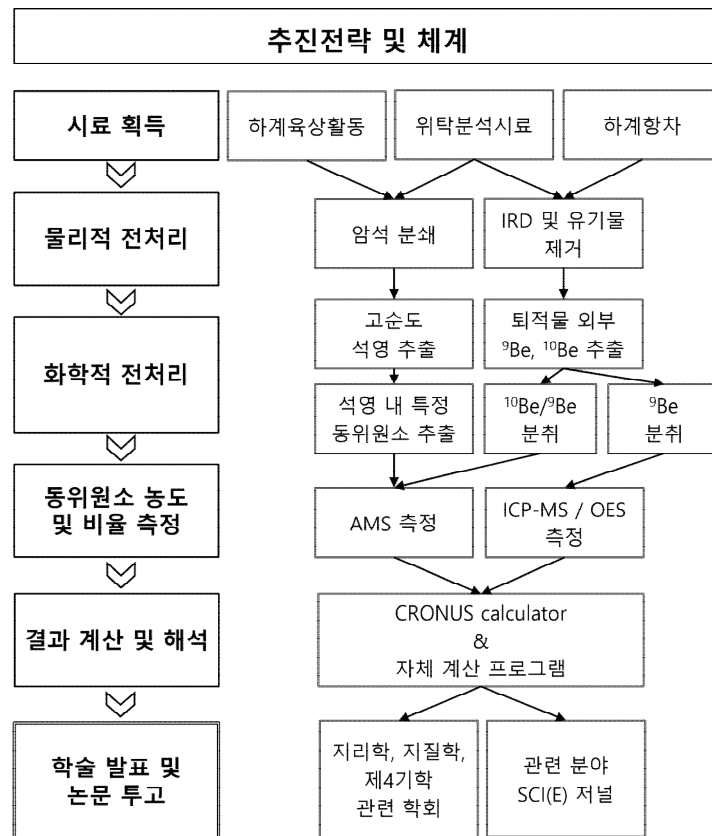 추진전략 및 체계
시료 획득
하계육상활동
위탁분석시료
하계항차
물리적 전처리
암석 분쇄
IRD 및 유기물
제거
화학적 전처리
고순도
석영 추출
퇴적물 외부
⁹Be, ¹⁰Be 추출
석영 내 특정
동위원소 추출
¹⁰Be/⁹Be
분취
⁹Be
분취
동위원소 농도
및 비율 측정
AMS 측정
ICP-MS / OES
측정
결과 계산 및 해석
CRONUS calculator
&
자체 계산 프로그램
학술 발표 및
논문 투고
지리학, 지질학,
제4기학
관련 학회
관련 분야
SCI(E) 저널